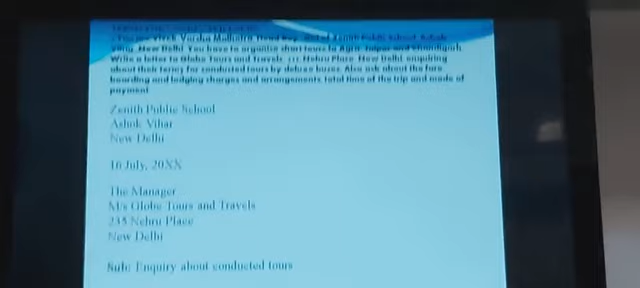 Vivek Varsha Malhotra, Head Boy, of Zenith Public School, Ashok
Vihar, New Delhi. You have to organise short tours to Agra, Jaipur and Chandigarh.
Write a letter to Globe Tours and Travels, Nehru Place, New Delhi enquiring
about their terms for conducted tours by deluxe buses. Also ask about the fare
boarding and lodging charges and arrangements, total time of the trip and mode of
payment
Zenith Public School
Ashok Vihar
New Delhi
16 July, 20XX
The Manager
M/s Globe Tours and Travels
235 Nehru Place
New Delhi
Sub: Enquiry about conducted tours